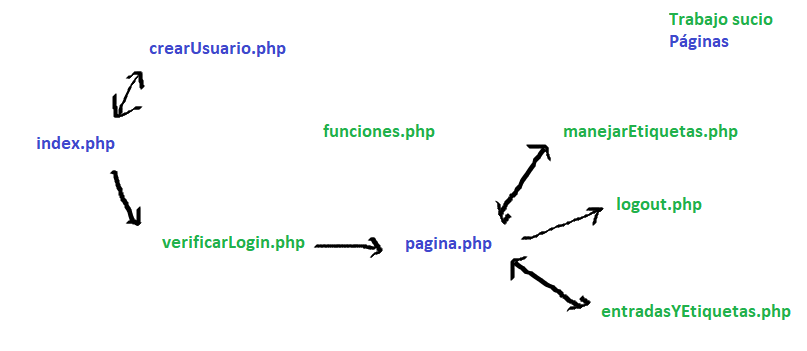 Trabajo sucio
Páginas
crearUsuario.php
funciones.php
manejarEtiquetas.php
index.php
logout.php
verificarLogin.php
pagina.php
entradasYEtiquetas.php